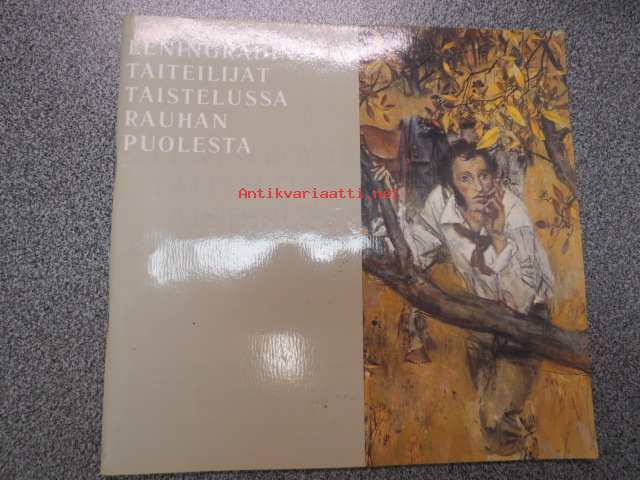 LENINGRADIN
TAITEILIJAT
TAISTELUSSA
RAUHAN
PUOLESTA
Antikvariaatti.net